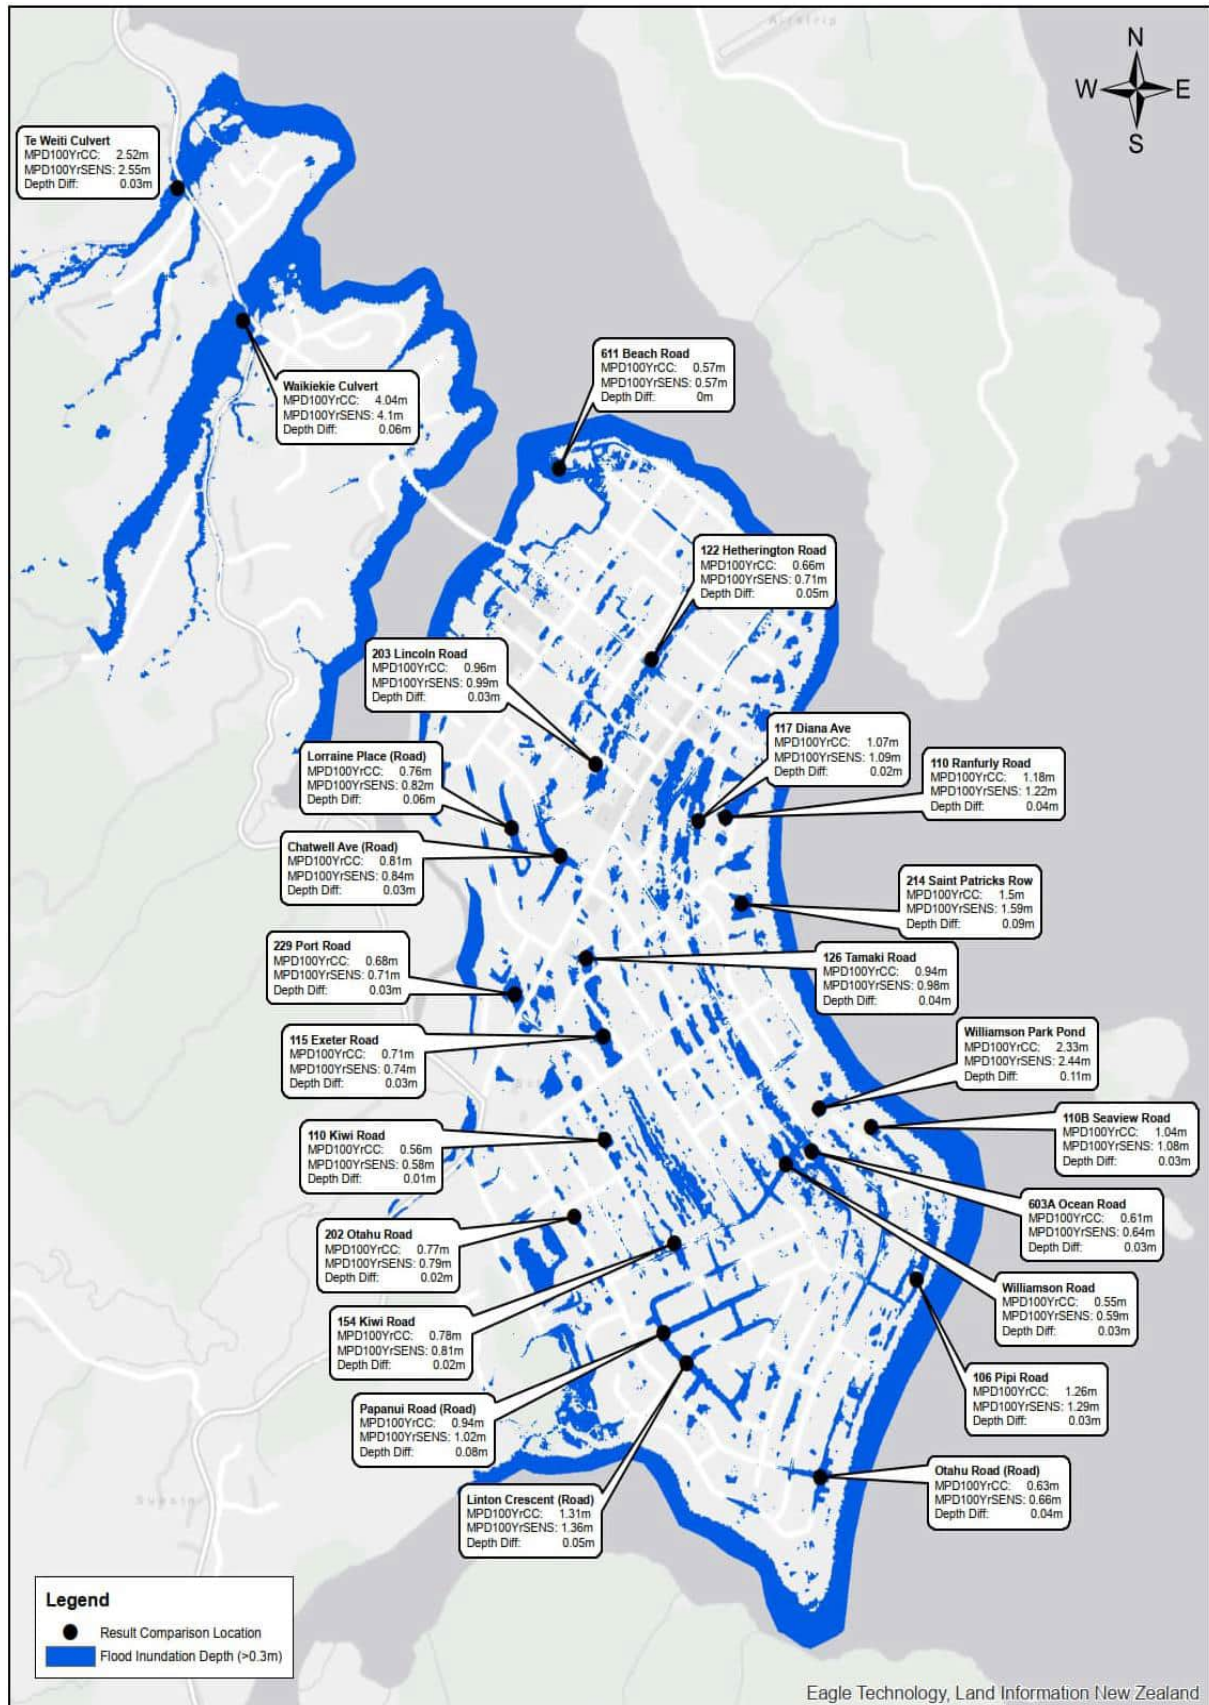 Airstrip
N
W E
S
Te Weiti Culvert
MPD100YrCC: 2.52m
MPD100YrSENS: 2.55m
Depth Diff: 0.03m
611 Beach Road
MPD100YrCC: 0.57m
MPD100YrSENS: 0.57m
Depth Diff: 0m
Waikiekie Culvert
MPD100YrCC: 4.04m
MPD100YrSENS: 4.1m
Depth Diff: 0.06m
122 Hetherington Road
MPD100YrCC: 0.66m
MPD100YrSENS: 0.71m
Depth Diff: 0.05m
203 Lincoln Road
MPD100YrCC: 0.96m
MPD100YrSENS: 0.99m
Depth Diff: 0.03m
117 Diana Ave
MPD100YrCC: 1.07m
MPD100YrSENS: 1.09m
Depth Diff: 0.02m
Lorraine Place (Road)
MPD100YrCC: 0.76m
MPD100YrSENS: 0.82m
Depth Diff: 0.06m
110 Ranfurly Road
MPD100YrCC: 1.18m
MPD100YrSENS: 1.22m
Depth Diff: 0.04m
Chatwell Ave (Road)
MPD100YrCC: 0.81m
MPD100YrSENS: 0.84m
Depth Diff: 0.03m
214 Saint Patricks Row
MPD100YrCC: 1.5m
MPD100YrSENS: 1.59m
Depth Diff: 0.09m
229 Port Road
MPD100YrCC: 0.68m
MPD100YrSENS: 0.71m
Depth Diff: 0.03m
126 Tamaki Road
MPD100YrCC: 0.94m
MPD100YrSENS: 0.98m
Depth Diff: 0.04m
115 Exeter Road
MPD100YrCC: 0.71m
MPD100YrSENS: 0.74m
Depth Diff: 0.03m
Williamson Park Pond
MPD100YrCC: 2.33m
MPD100YrSENS: 2.44m
Depth Diff: 0.11m
110B Seaview Road
MPD100YrCC: 1.04m
MPD100YrSENS: 1.08m
Depth Diff: 0.03m
110 Kiwi Road
MPD100YrCC: 0.56m
MPD100YrSENS: 0.58m
Depth Diff: 0.01m
603A Ocean Road
MPD100YrCC: 0.61m
MPD100YrSENS: 0.64m
Depth Diff: 0.03m
202 Otahu Road
MPD100YrCC: 0.77m
MPD100YrSENS: 0.79m
Depth Diff: 0.02m
Williamson Road
MPD100YrCC: 0.55m
MPD100YrSENS: 0.59m
Depth Diff: 0.03m
154 Kiwi Road
MPD100YrCC: 0.78m
MPD100YrSENS: 0.81m
Depth Diff: 0.02m
106 Pipi Road
MPD100YrCC: 1.26m
MPD100YrSENS: 1.29m
Depth Diff: 0.03m
Papanui Road (Road)
MPD100YrCC: 0.94m
MPD100YrSENS: 1.02m
Depth Diff: 0.08m
Otahu Road (Road)
MPD100YrCC: 0.63m
MPD100YrSENS: 0.66m
Depth Diff: 0.04m
Linton Crescent (Road)
MPD100YrCC: 1.31m
MPD100YrSENS: 1.36m
Depth Diff: 0.05m
Legend
Result Comparison Location
Flood Inundation Depth (>0.3m)
Eagle Technology, Land Information New Zealand